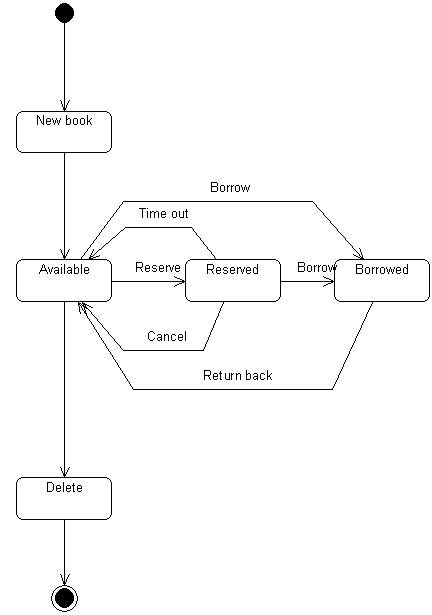 New book
Borrow
Time out
Available
Reserve
Reserved
Borrow
Borrowed
Cancel
Return back
Delete